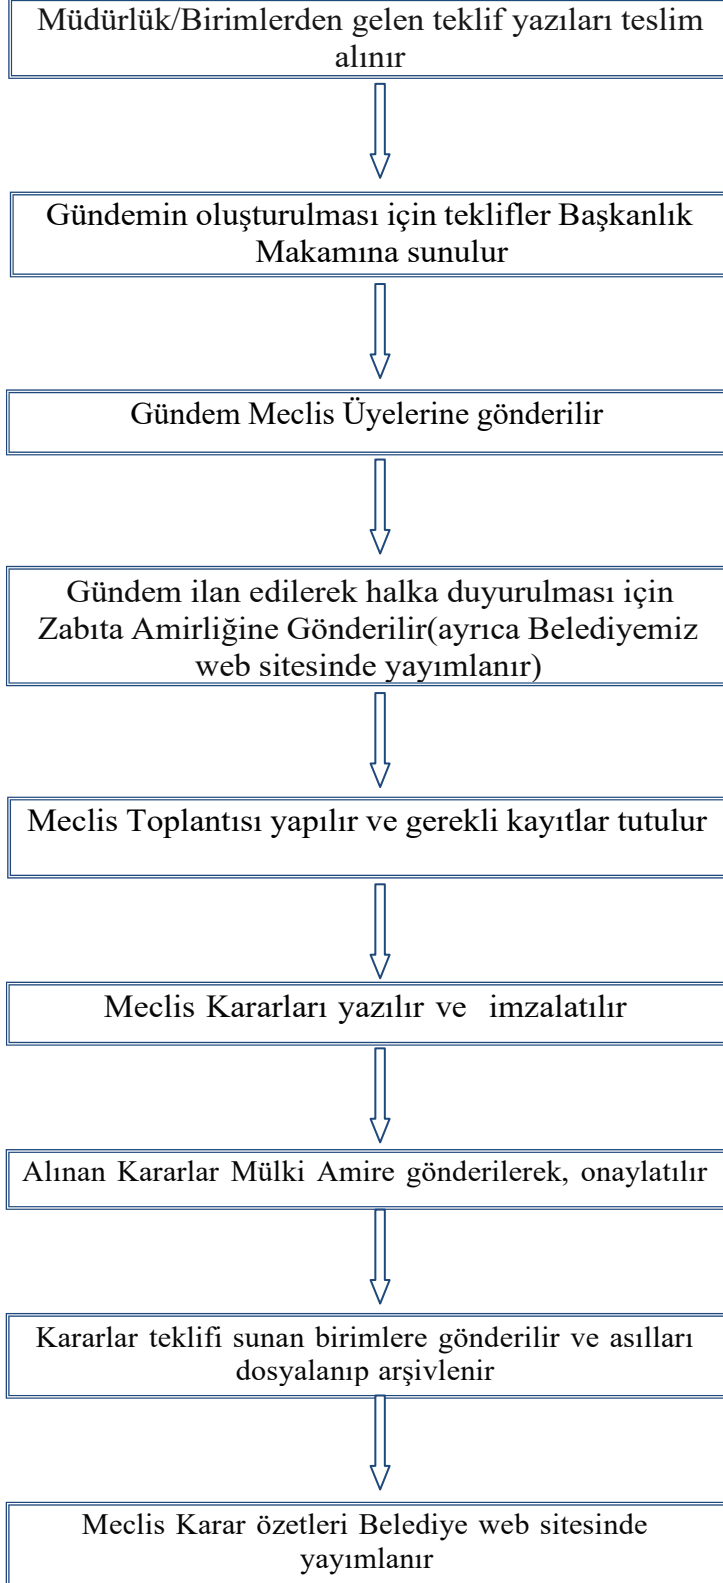 Müdürlük/Birimlerden gelen teklif yazıları teslim
alınır
Gündemin oluşturulması için teklifler Başkanlık
Makamına sunulur
Gündem Meclis Üyelerine gönderilir
Gündem ilan edilerek halka duyurulması için
Zabıta Amirliğine Gönderilir(ayrıca Belediyemiz
web sitesinde yayımlanır)
Meclis Toplantısı yapılır ve gerekli kayıtlar tutulur
Meclis Kararları yazılır ve imzalatılır
Alınan Kararlar Mülki Amire gönderilerek, onaylatılır
Kararlar teklifi sunan birimlere gönderilir ve asılları
dosyalanıp arşivlenir
Meclis Karar özetleri Belediye web sitesinde
yayımlanır